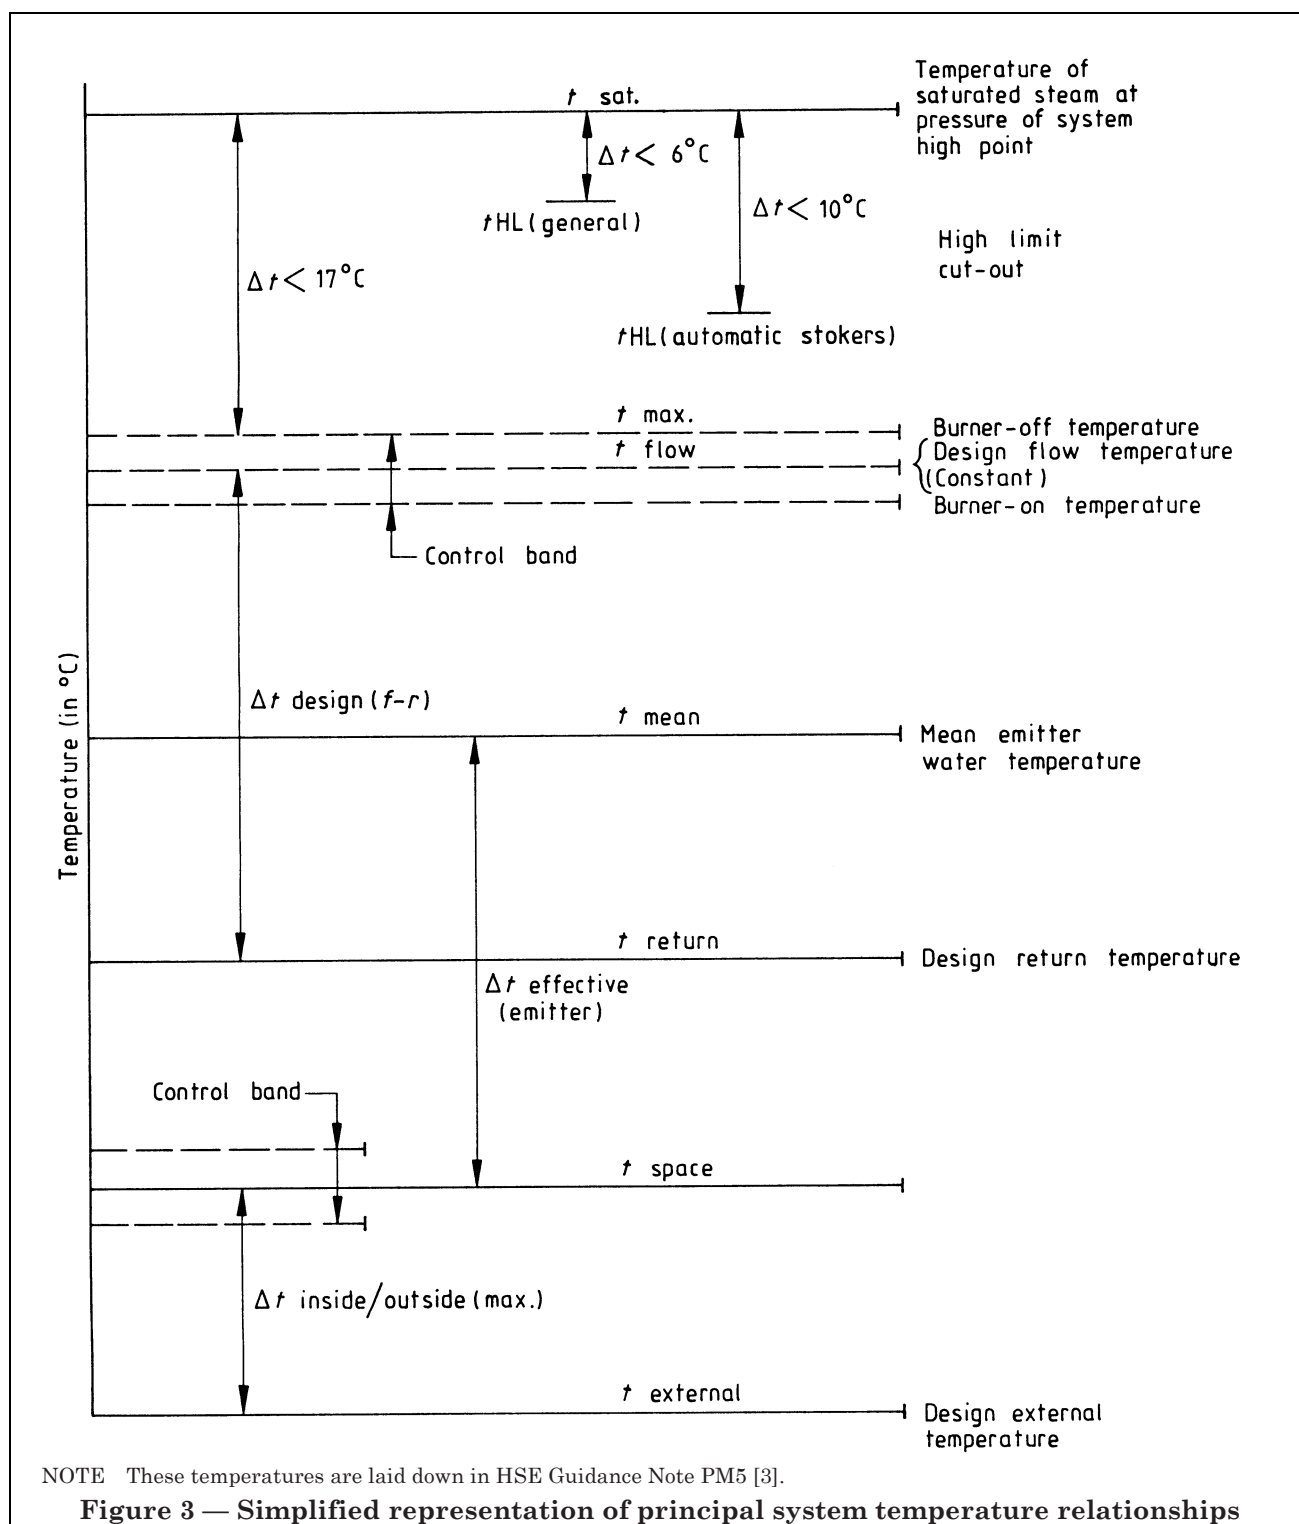 t sat.
Temperature of
saturated steam at
pressure of system
high point
Δt< 6°C
Δt< 10°C
tHL(general)
High limit
cut-out
Δt< 17°C
tHL(automatic stokers)
t max.
Burner-off temperature
t flow
Design flow temperature
(Constant)
Burner-on temperature
Control band
Temperature (in °C)
Δt design (f-r)
t mean
Mean emitter
water temperature
t return
Design return temperature
Δt effective
(emitter)
Control band
t space
Δt inside/outside (max.)
t external
Design external
temperature
NOTE These temperatures are laid down in HSE Guidance Note PM5 [3].
Figure 3 — Simplified representation of principal system temperature relationships